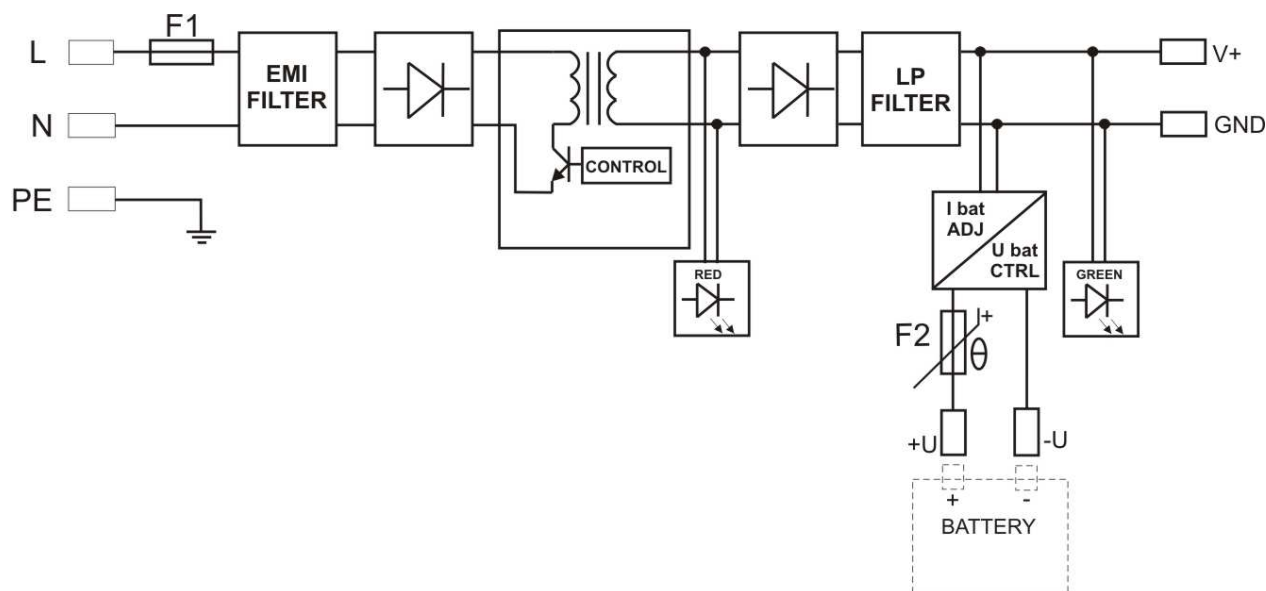 L
F1
EMI
FILTER
LP
FILTER
V+
N
GND
CONTROL
PE
I bat
ADJ
U bat
CTRL
RED
GREEN
F2
I+
θ
+U
-U
+
-
BATTERY